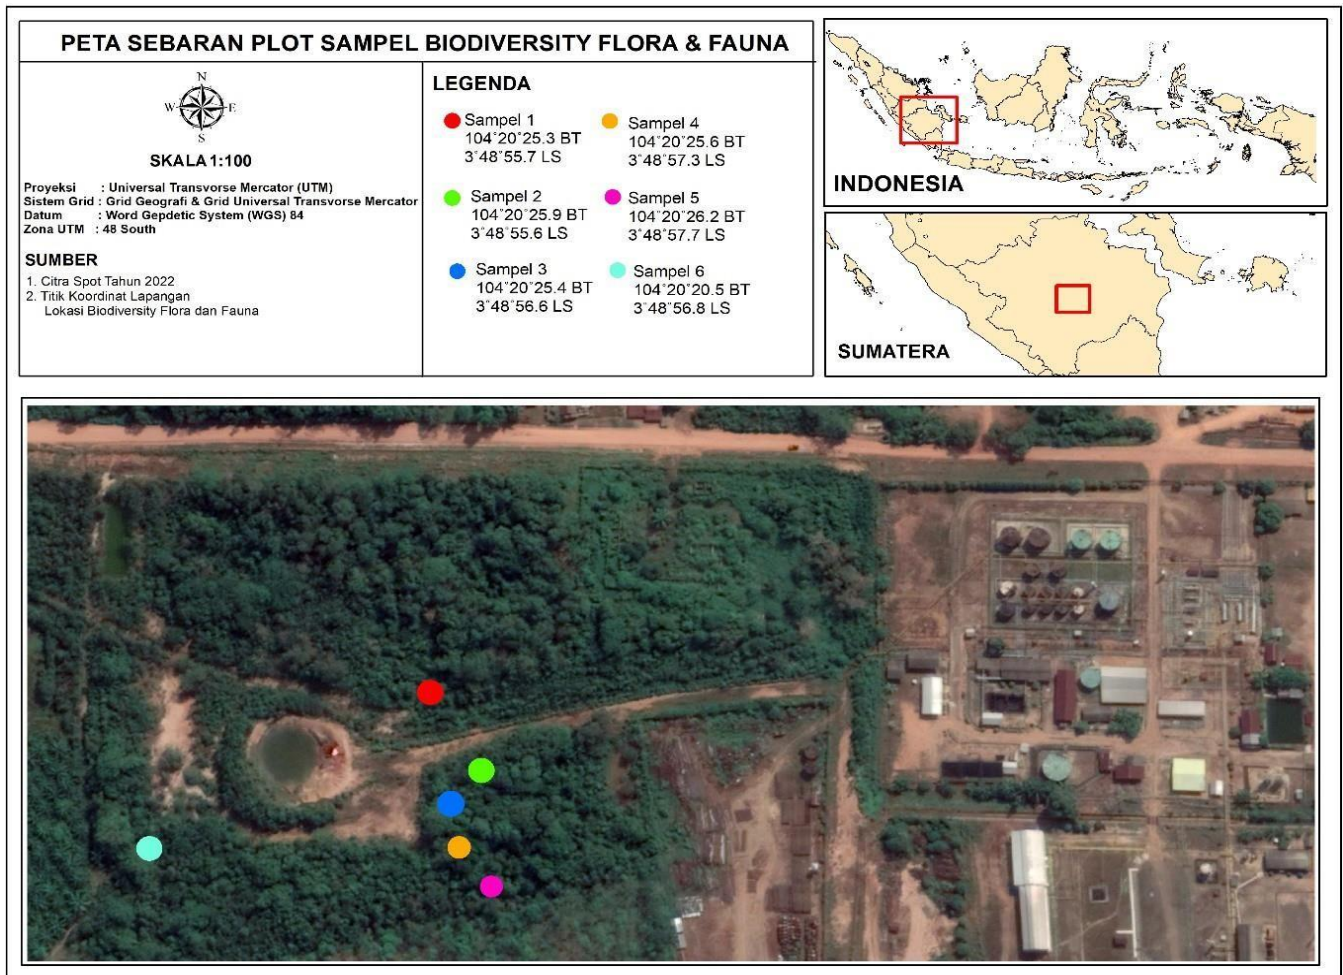 PETA SEBARAN PLOT SAMPEL BIODIVERSITY FLORA & FAUNA
N
W E
S
SKALA 1:100
Proyeksi : Universal Transvorse Mercator (UTM)
Sistem Grid : Grid Geografi & Grid Universal Transvorse Mercator
Datum : Word Gepdetic System (WGS) 84
Zona UTM : 48 South
SUMBER
1. Citra Spot Tahun 2022
2. Titik Koordinat Lapangan
Lokasi Biodiversity Flora dan Fauna
LEGENDA
Sampel 1
104°20°25.3 BT
3°48°55.7 LS
Sampel 2
104°20°25.9 BT
3°48°55.6 LS
Sampel 3
104°20°25.4 BT
3°48°56.6 LS
Sampel 4
104°20°25.6 BT
3°48°57.3 LS
Sampel 5
104°20°26.2 BT
3°48°57.7 LS
Sampel 6
104°20°20.5 BT
3°48°56.8 LS
INDONESIA
SUMATERA